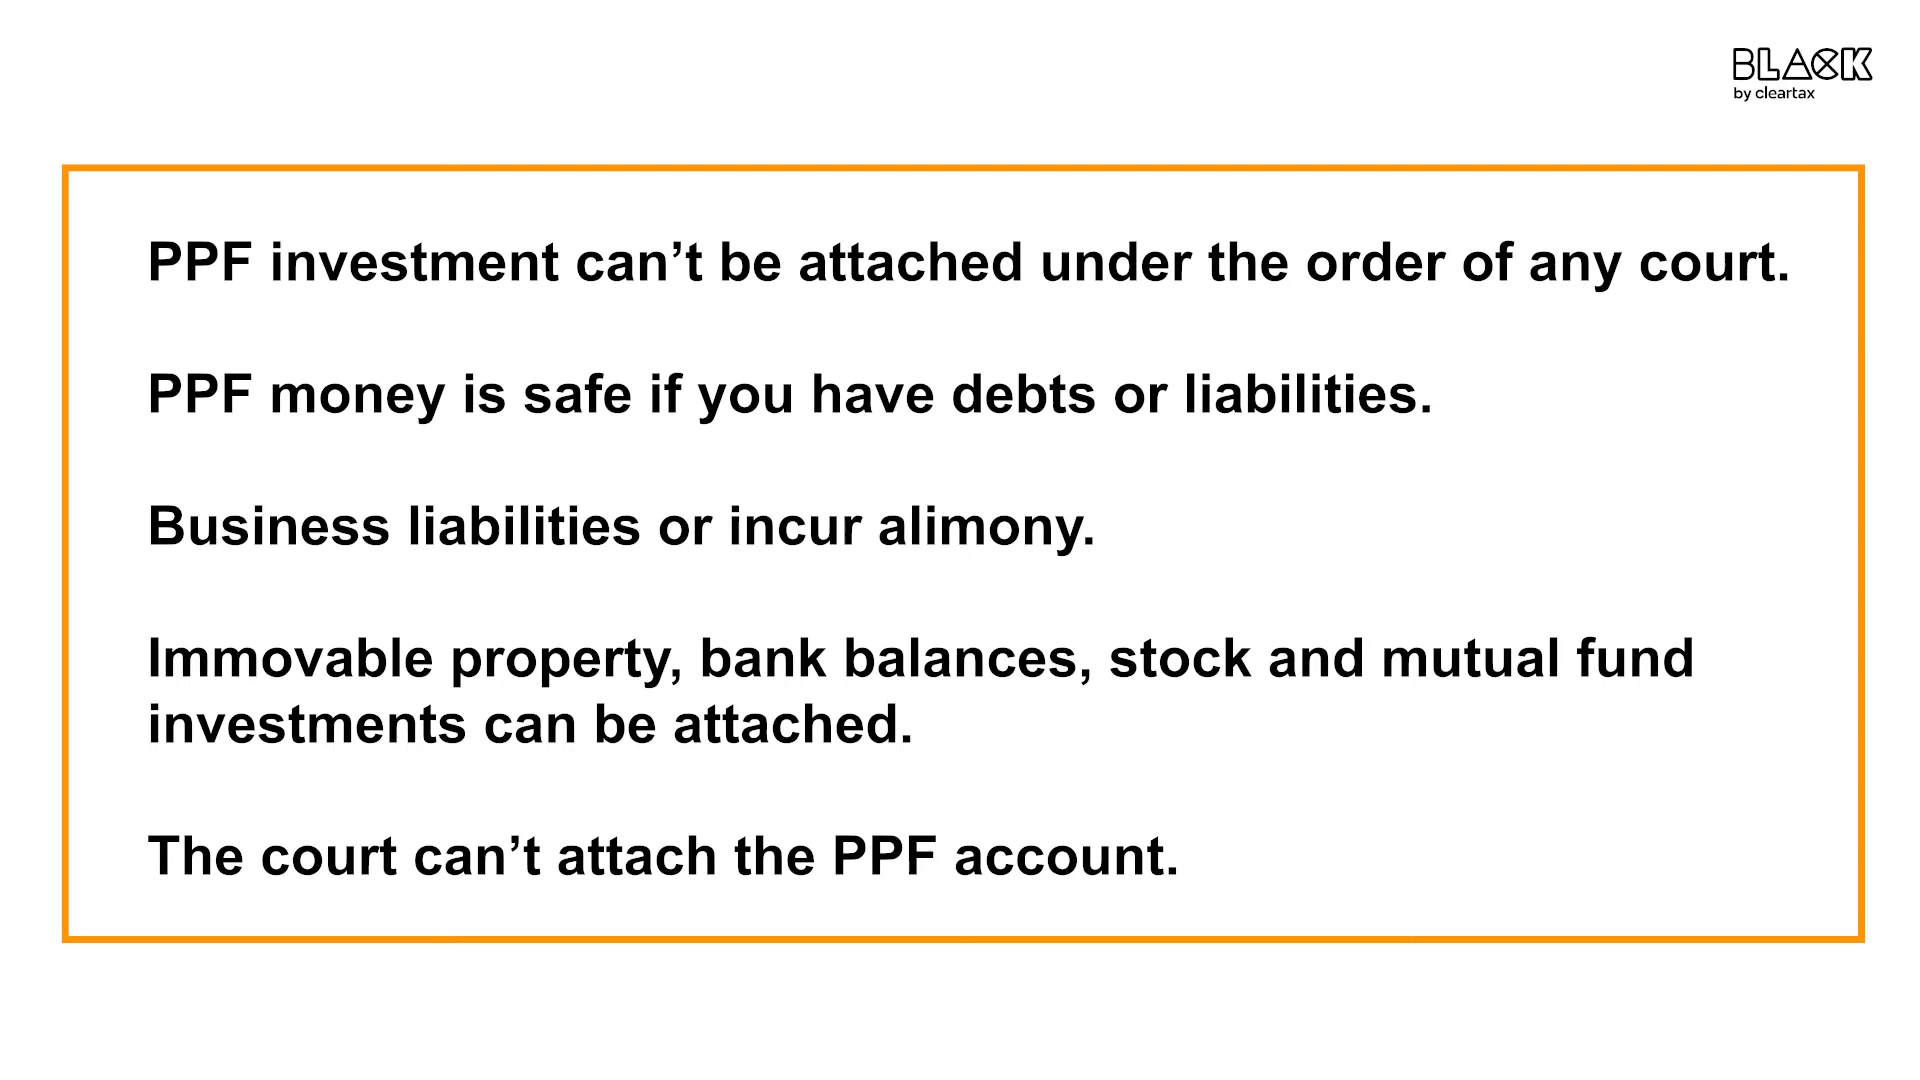 BLACK
by cleartax
PPF investment can’t be attached under the order of any court.
PPF money is safe if you have debts or liabilities.
Business liabilities or incur alimony.
Immovable property, bank balances, stock and mutual fund
investments can be attached.
The court can’t attach the PPF account.